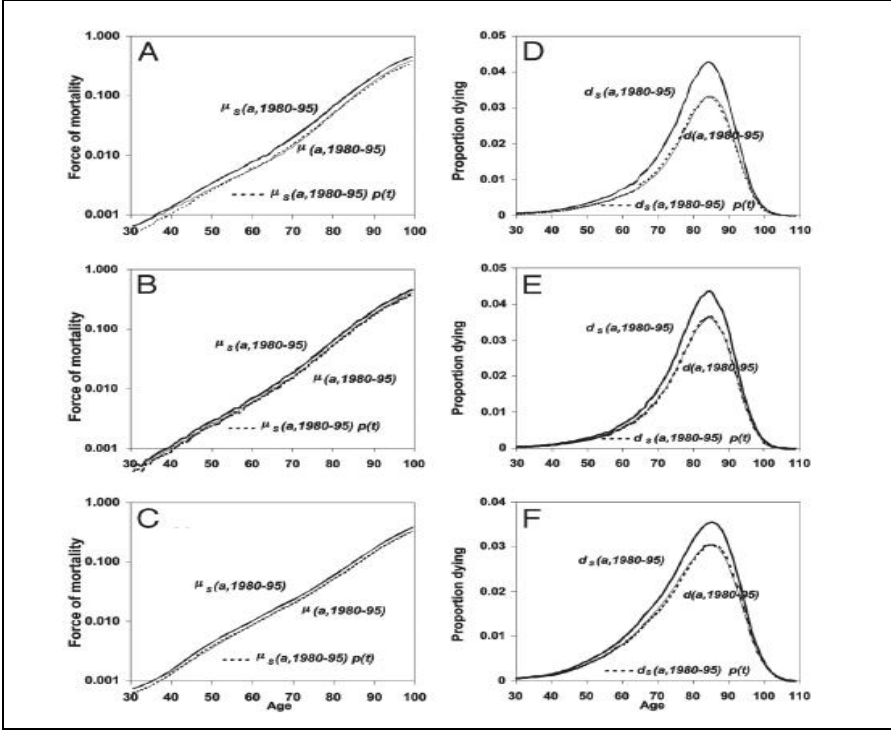 A
Force of mortality
1.000
0.100
0.010
0.001
μ s (a,1980-95)
μ (a,1980-95)
μ s (a,1980-95) p(t)
30 40 50 60 70 80 90 100
D
Proportion dying
0.05
0.04
0.03
0.02
0.01
0
d s (a,1980-95)
d(a,1980-95)
d s (a,1980-95) p(t)
30 40 50 60 70 80 90 100 110
B
Force of mortality
1.000
0.100
0.010
0.001
μ s (a,1980-95)
μ (a,1980-95)
μ s (a,1980-95) p(t)
30 40 50 60 70 80 90 100
E
Proportion dying
0.05
0.04
0.03
0.02
0.01
0
d s (a,1980-95)
d(a,1980-95)
d s (a,1980-95) p(t)
30 40 50 60 70 80 90 100 110
C
Force of mortality
1.000
0.100
0.010
0.001
μ s (a,1980-95)
μ (a,1980-95)
μ s (a,1980-95) p(t)
30 40 50 60 70 80 90 100
Age
F
Proportion dying
0.04
0.03
0.02
0.01
0
d s (a,1980-95)
d(a,1980-95)
d s (a,1980-95) p(t)
30 40 50 60 70 80 90 100 110
Age